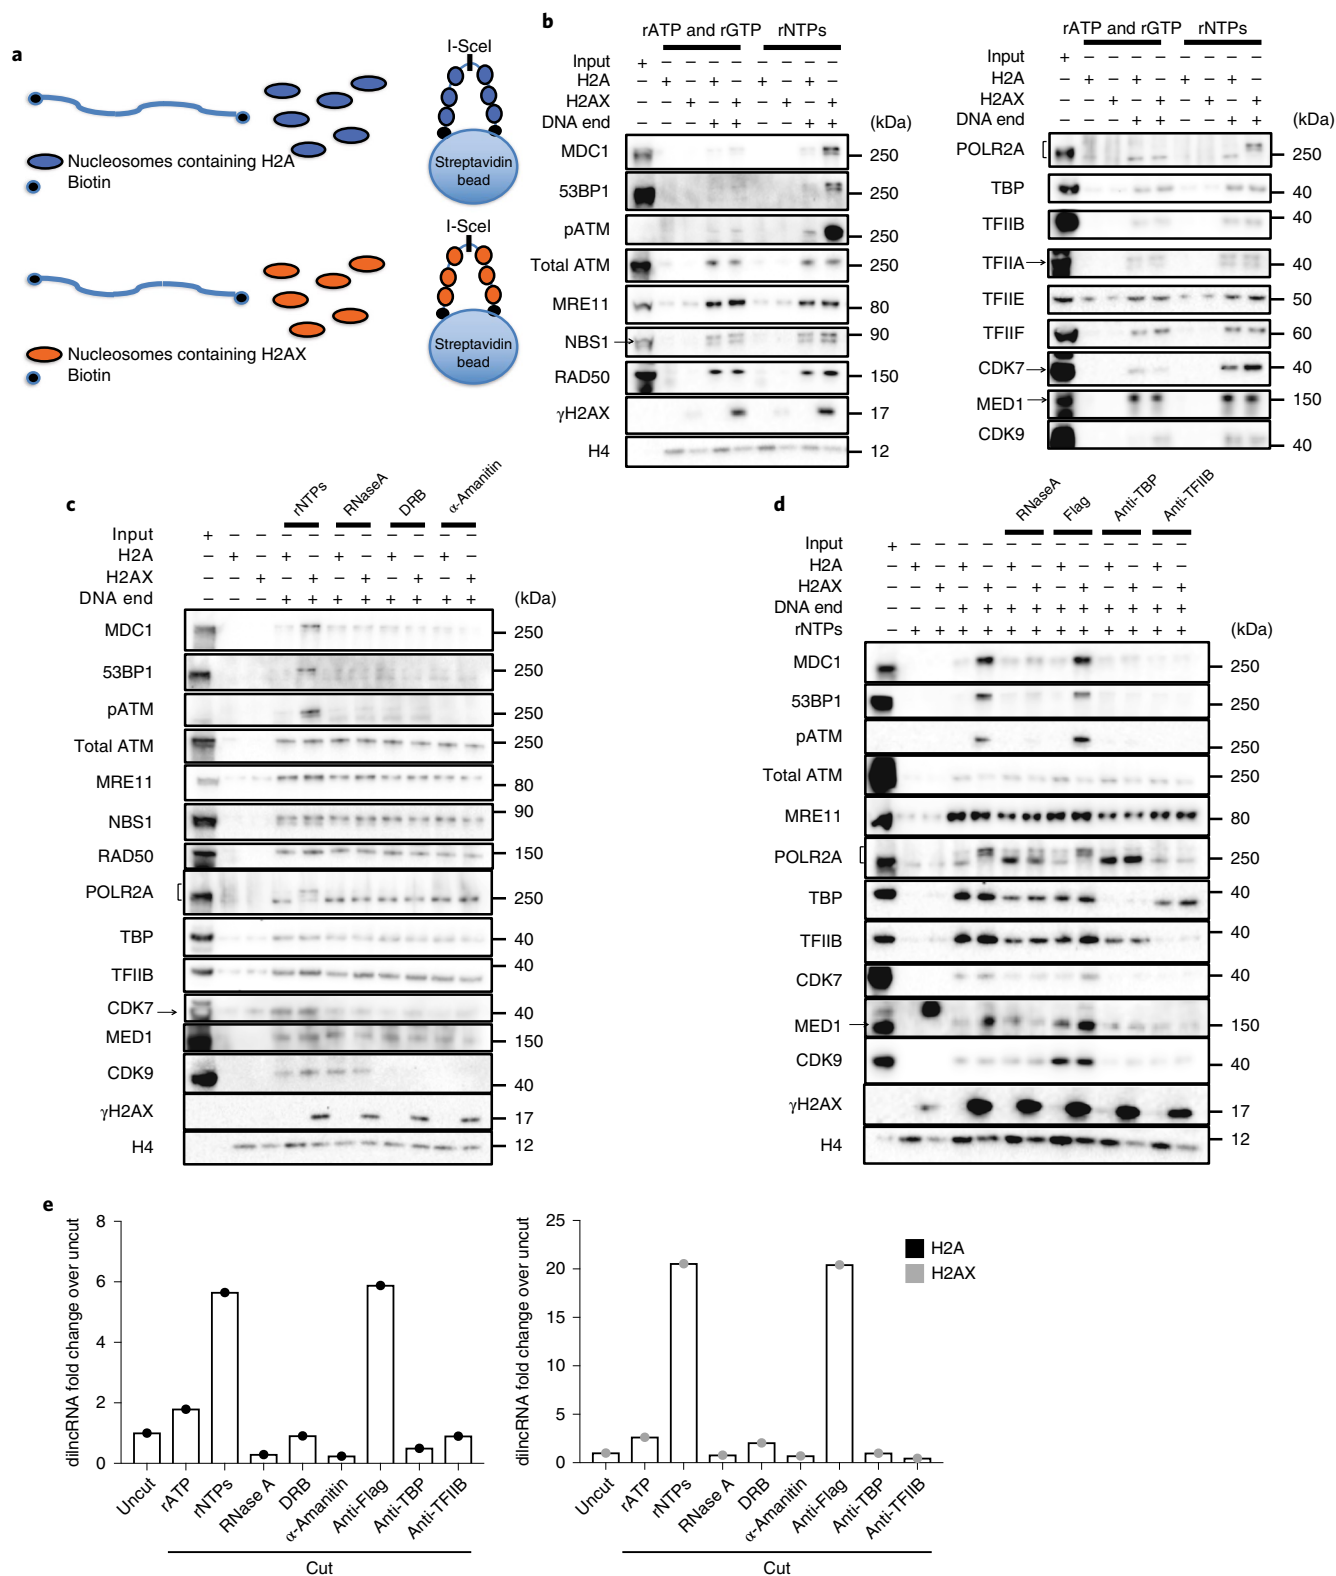 a
I-SceI
Nucleosomes containing H2A
Biotin
Streptavidin
bead
I-SceI
Nucleosomes containing H2AX
Biotin
Streptavidin
bead
b
rATP and rGTP rNTPs
Input + – – – – – – – –
H2A – + – + – + – + –
H2AX – – + – + – – – +
DNA end – – – + + – – + + (kDa)
MDC1 250
53BP1 250
pATM 250
Total ATM 250
MRE11 80
NBS1 90
RAD50 150
γH2AX 17
H4 12
rATP and rGTP rNTPs
Input + – – – – – – – –
H2A – + – + – + – + –
H2AX – – + – + – + – +
DNA end – – – + + – – + + (kDa)
POLR2A 250
TBP 40
TFIIB 40
TFIIA 40
TFIIE 50
TFIIF 60
CDK7 40
MED1 150
CDK9 40
c
rNTPs RNaseA DRB α-Amanitin
Input + – – – – – – – – – –
H2A – + – + – + – + – + –
H2AX – – + – + – + – + – +
DNA end – – – + + + + + + + + (kDa)
MDC1 250
53BP1 250
pATM 250
Total ATM 250
MRE11 80
NBS1 90
RAD50 150
POLR2A 250
TBP 40
TFIIB 40
CDK7 40
MED1 150
CDK9 40
γH2AX 17
H4 12
d
RNaseA Flag Anti-TBP Anti-TFIIB
Input + – – – – – – – – – – – –
H2A – + – + – + – + – + – + –
H2AX – – + – + – + – + – + – +
DNA end – – – + + + + + + + + + +
rNTPs – + + + + + + + + + + + + (kDa)
MDC1 250
53BP1 250
pATM 250
Total ATM 250
MRE11 80
POLR2A 250
TBP 40
TFIIB 40
CDK7 40
MED1 150
CDK9 40
γH2AX 17
H4 12
e
dilncRNA fold change over uncut
8
6
4
2
0
Uncut rATP rNTPs RNase A DRB α-Amanitin Anti-Flag Anti-TBP Anti-TFIIB
Cut
dilncRNA fold change over uncut
25
20
15
10
5
0
Uncut rATP rNTPs RNase A DRB α-Amanitin Anti-Flag Anti-TBP Anti-TFIIB
Cut
H2A
H2AX